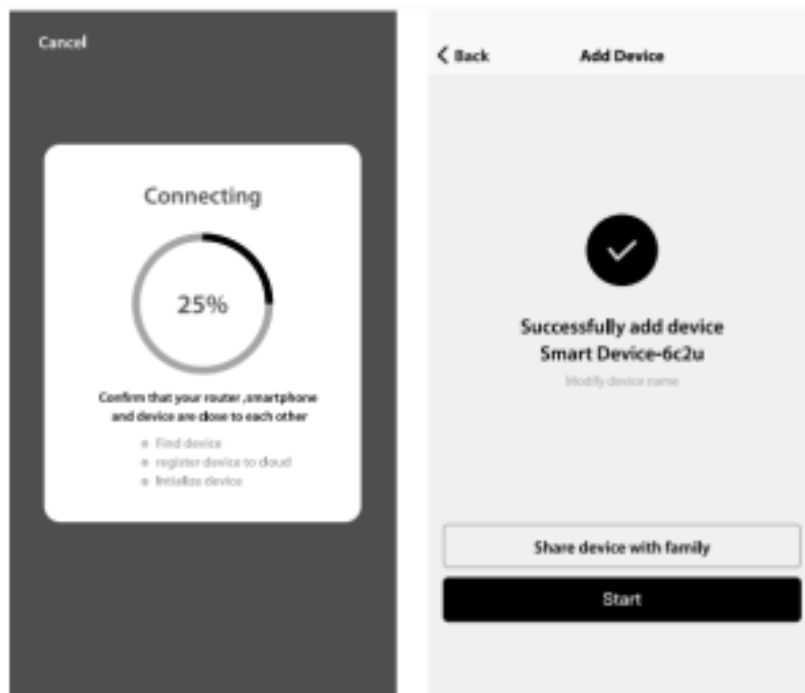 Cancel
Connecting
25%
Confirm that your router ,smartphone
and device are close to each other
Find device
register device to cloud
Intialize device
Back
Add Device
Successfully add device
Smart Device-6c2u
Modify device name
Share device with family
Start